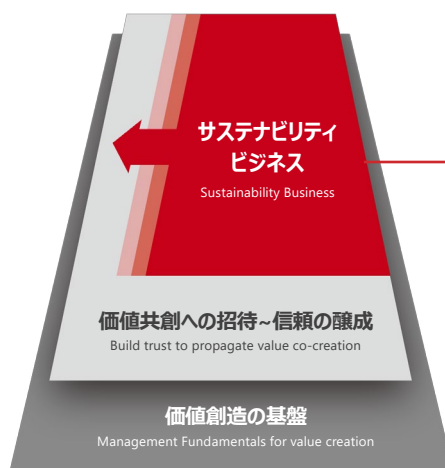 サステナビリティ
ビジネス
Sustainability Business
価値共創への招待~信頼の醸成
Build trust to propagate value co-creation
価値創造の基盤
Management Fundamentals for value creation